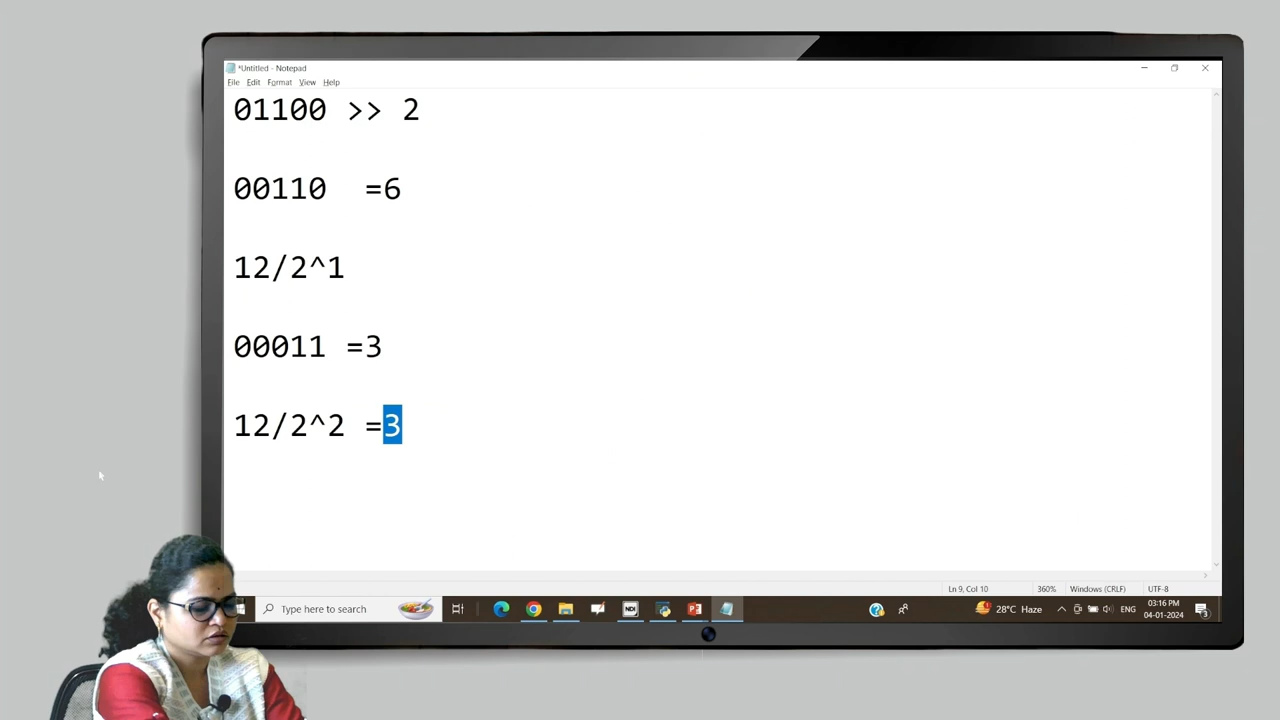 *Untitled - Notepad
File Edit Format View Help
01100 >> 2
00110  =6
12/2^1
00011 =3
12/2^2 =3
Ln 9, Col 10 360% Windows (CRLF) UTF-8
Type here to search NDI 28°C Haze ENG 03:16 PM
04-01-2024
3